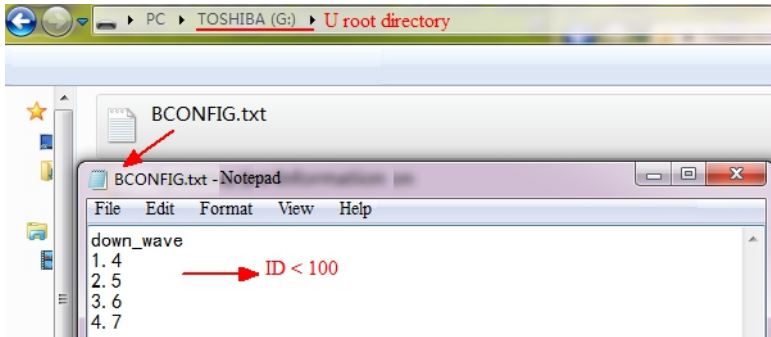 PC TOSHIBA (G:) U root directory
BCONFIG.txt
BCONFIG.txt - Notepad
File Edit Format View Help
down_wave
1. 4 ID < 100
2. 5
3. 6
4. 7